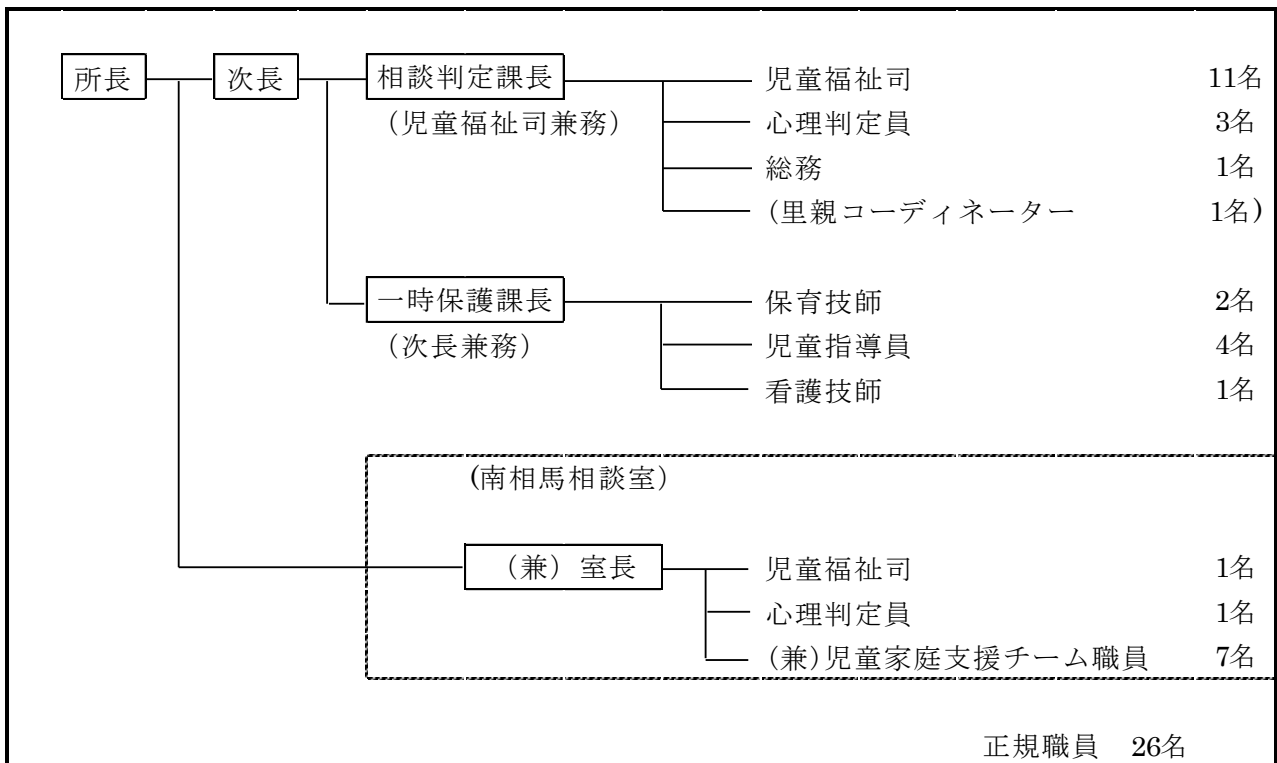 所長 次長 相談判定課長 児童福祉司 11名
(児童福祉司兼務) 心理判定員 3名
総務 1名
(里親コーディネーター 1名)
一時保護課長 保育技師 2名
(次長兼務) 児童指導員 4名
看護技師 1名
(南相馬相談室)
(兼) 室長 児童福祉司 1名
心理判定員 1名
(兼)児童家庭支援チーム職員 7名
正規職員 26名